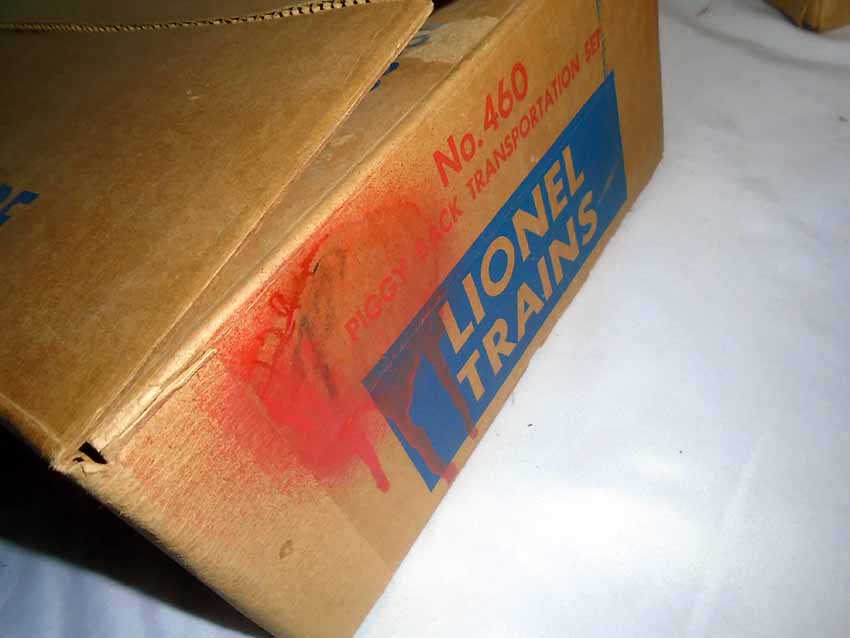 No. 460
PIGGY BACK TRANSPORTATION SET
LIONEL
TRAINS